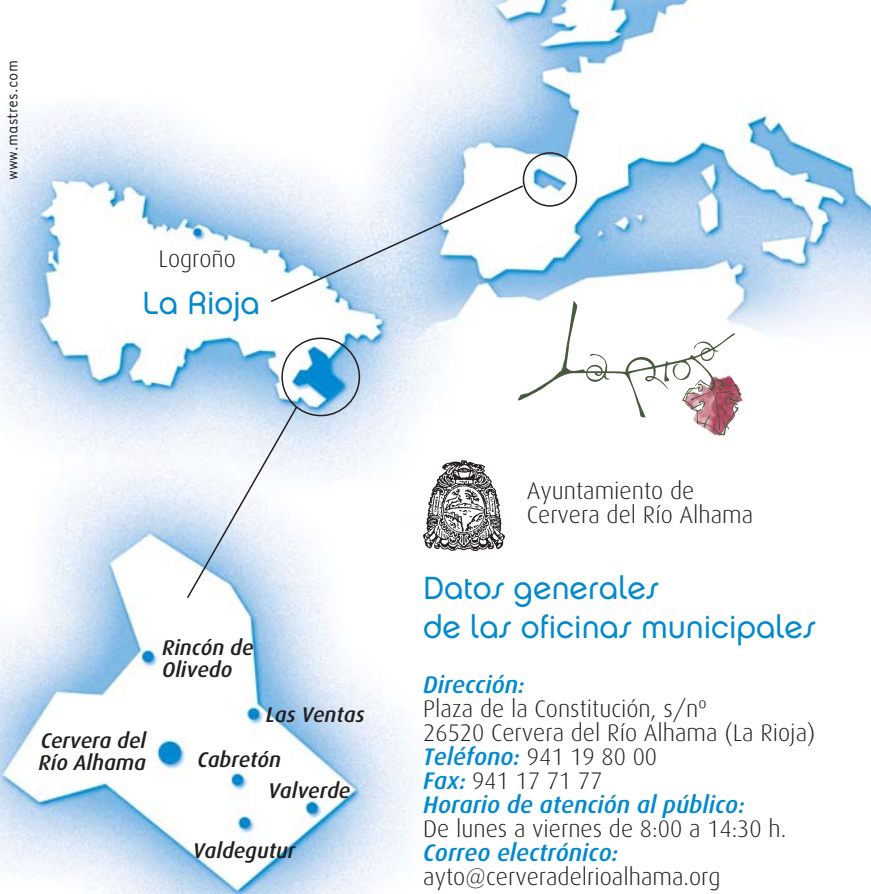 www.mastres.com
Logroño
La Rioja
La Rioja
Ayuntamiento de
Cervera del Río Alhama
Datos generales
de las oficinas municipales
Dirección:
Plaza de la Constitución, s/nº
26520 Cervera del Río Alhama (La Rioja)
Teléfono: 941 19 80 00
Fax: 941 17 71 77
Horario de atención al público:
De lunes a viernes de 8:00 a 14:30 h.
Correo electrónico:
ayto@cerveradelrioalhama.org
Rincón de
Olivedo
Las Ventas
Cervera del
Río Alhama
Cabretón
Valverde
Valdegutur